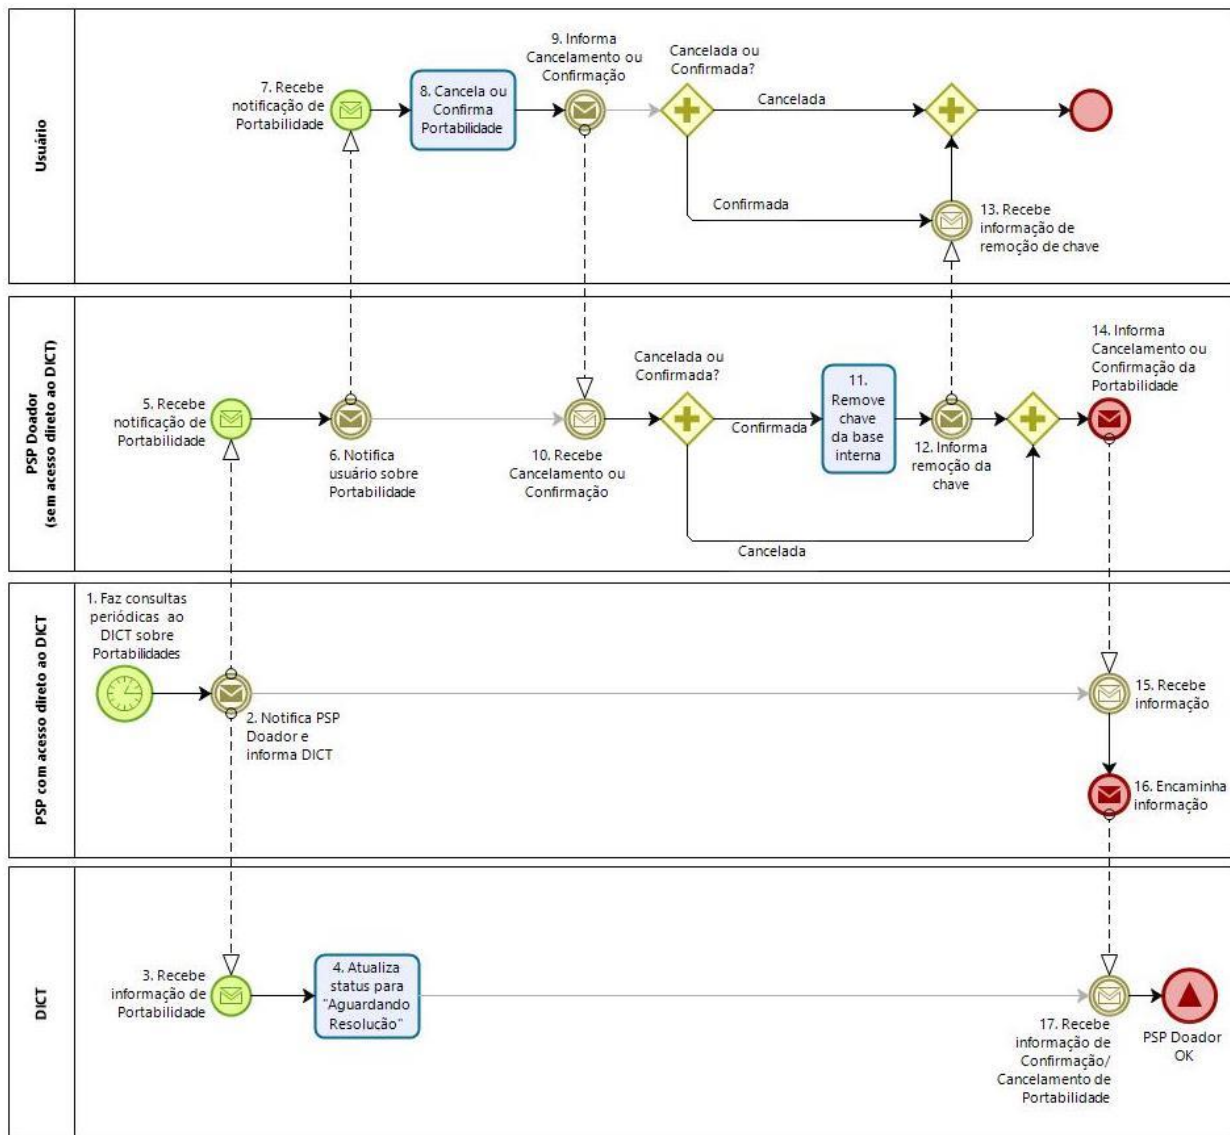 Usuário
7. Recebe
notificação de
Portabilidade
8. Cancela ou
Confirma
Portabilidade
9. Informa
Cancelamento ou
Confirmação
Cancelada ou
Confirmada?
Cancelada
Confirmada
13. Recebe
informação de
remoção de chave
PSP Doador
(sem acesso direto ao DICT)
5. Recebe
notificação de
Portabilidade
6. Notifica
usuário sobre
Portabilidade
10. Recebe
Cancelamento ou
Confirmação
Cancelada ou
Confirmada?
Confirmada
Cancelada
11.
Remove
chave
da base
interna
12. Informa
remoção da
chave
14. Informa
Cancelamento ou
Confirmação da
Portabilidade
PSP com acesso direto ao DICT
1. Faz consultas
periódicas ao
DICT sobre
Portabilidades
2. Notifica PSP
Doador e
informa DICT
15. Recebe
informação
16. Encaminha
informação
DICT
3. Recebe
informação de
Portabilidade
4. Atualiza
status para
"Aguardando
Resolução"
17. Recebe
informação de
Confirmação/
Cancelamento de
Portabilidade
PSP Doador
OK